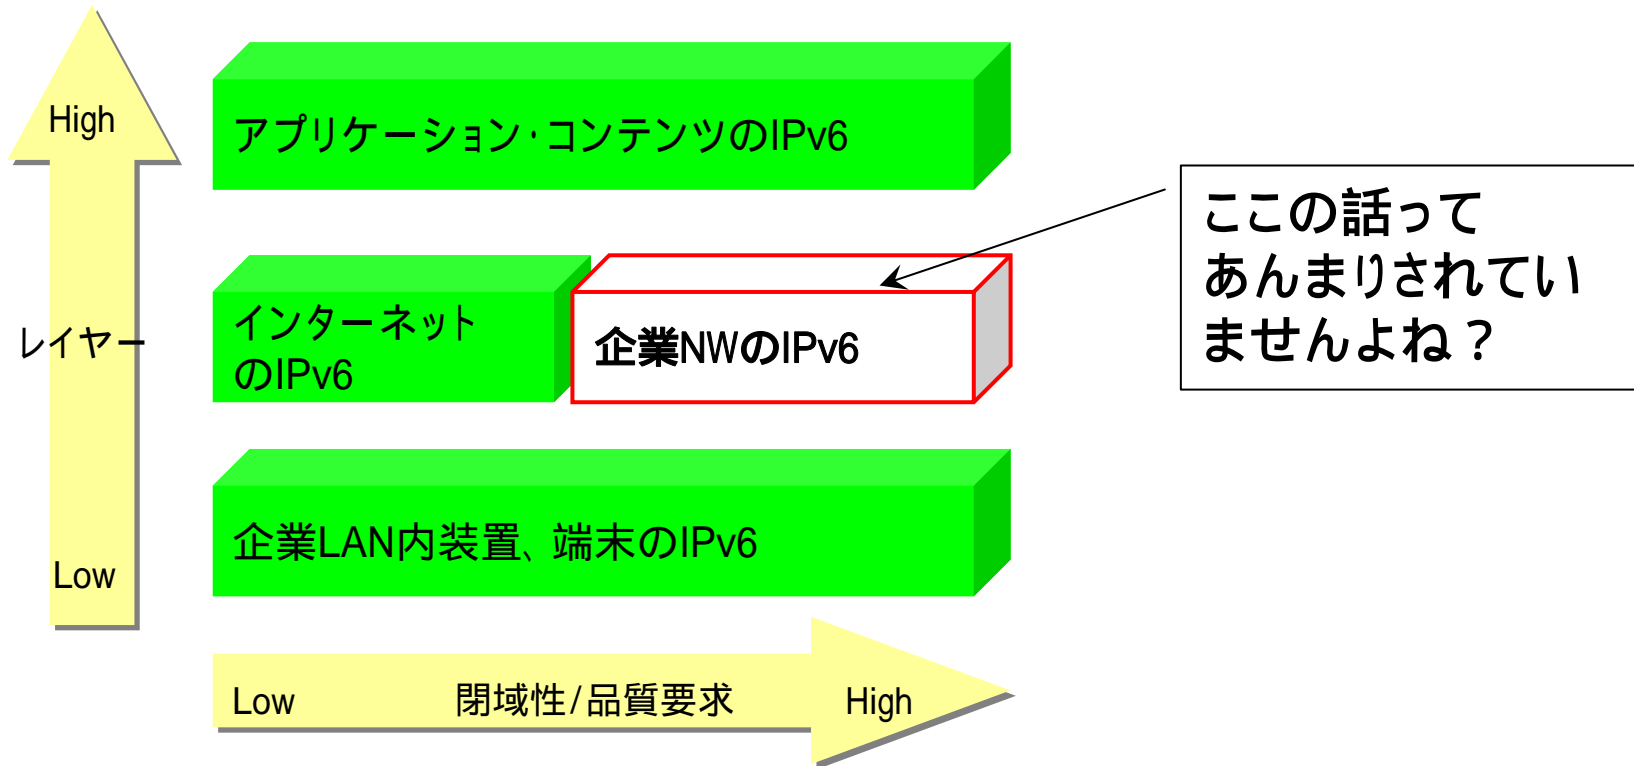 High
アプリケーション・コンテンツのIPv6
ここの話って
あんまりされてい
ませんよね？
レイヤー
インターネット
のIPv6
企業NWのIPv6
企業LAN内装置、端末のIPv6
Low
Low 閉域性/品質要求 High